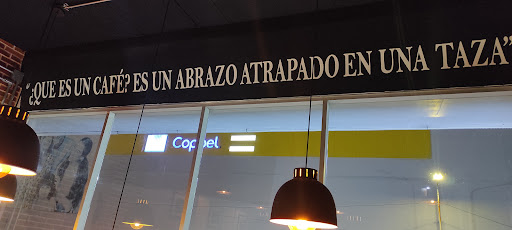 “¿QUE ES UN CAFÉ? ES UN ABRAZO ATRAPADO EN UNA TAZA”
Coppel